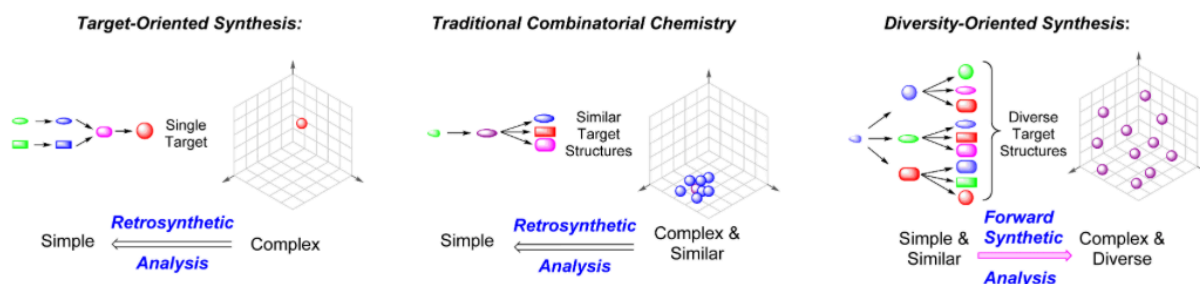 Target-Oriented Synthesis:
Single
Target
Retrosynthetic
Simple
Complex
Analysis
Traditional Combinatorial Chemistry
Similar
Target
Structures
Retrosynthetic
Simple
Complex &
Similar
Analysis
Diversity-Oriented Synthesis:
Diverse
Target
Structures
Forward
Synthetic
Simple &
Similar
Complex &
Diverse
Analysis